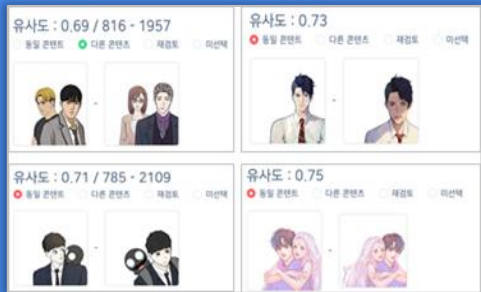 유사도 : 0.69 / 816 - 1957
동일 콘텐트 다른 콘텐츠 재검토 미선택
-
유사도 : 0.73
동일 콘텐트 다른 콘텐츠 재검토 미선택
-
유사도 : 0.71 / 785 - 2109
동일 콘텐트 다른 콘텐츠 재검토 미선택
-
유사도 : 0.75
동일 콘텐트 다른 콘텐츠 재검토 미선택
-